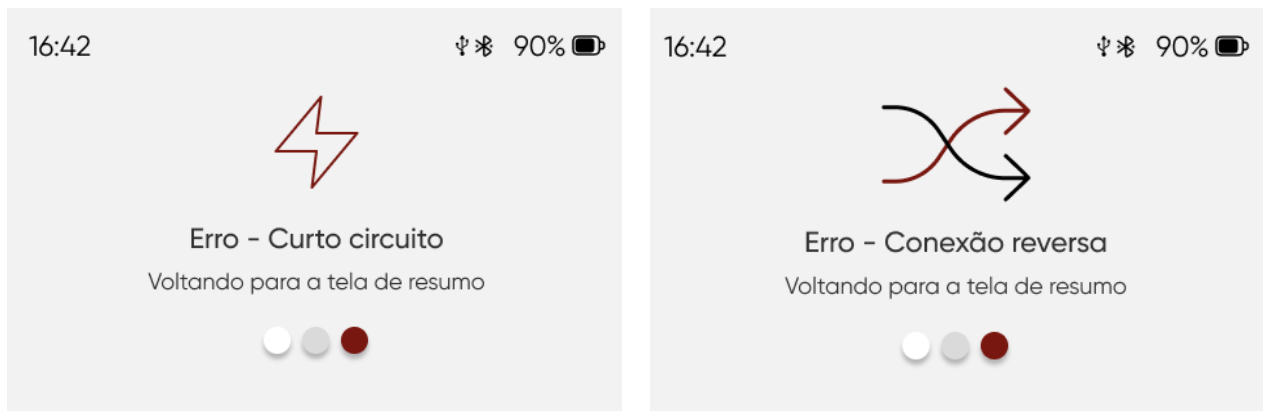 16:42 90%
Erro - Curto circuito
Voltando para a tela de resumo
16:42 90%
Erro - Conexão reversa
Voltando para a tela de resumo